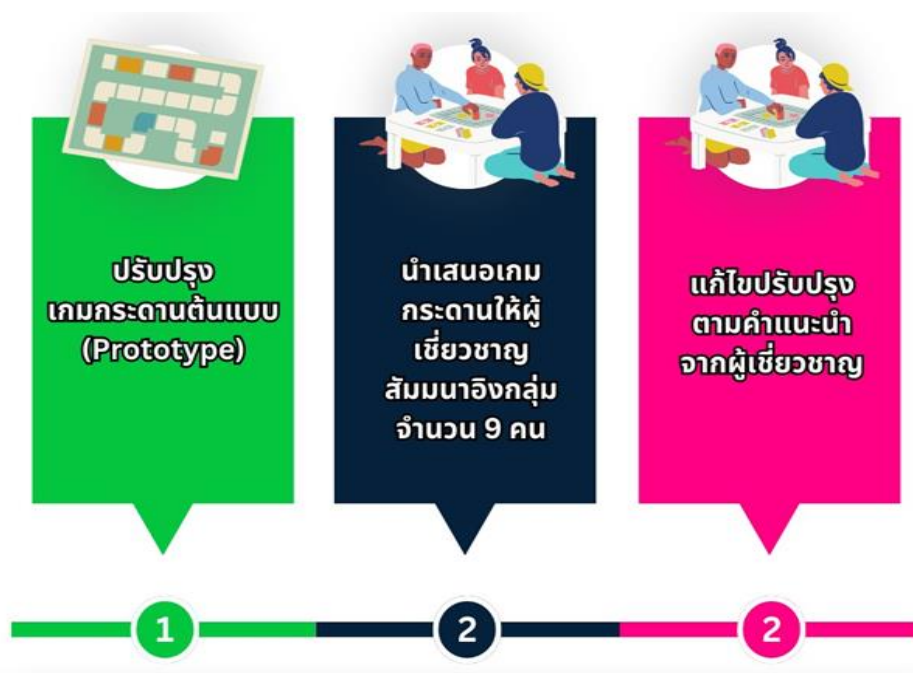 ปรับปรุง
เกมกระดานต้นแบบ
(Prototype)
นำเสนอเกม
กระดานให้ผู้
เชี่ยวชาญ
สัมมนาอิงกลุ่ม
จำนวน 9 คน
แก้ไขปรับปรุง
ตามคำแนะนำ
จากผู้เชี่ยวชาญ
1
2
2